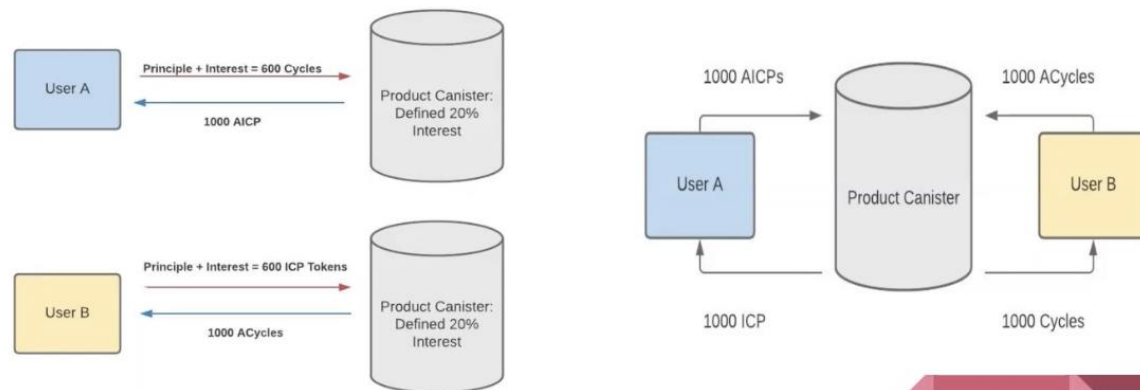 User A
Principle + Interest = 600 Cycles
1000 AICP
Product Canister:
Defined 20%
Interest
User B
Principle + Interest = 600 ICP Tokens
1000 ACycles
Product Canister:
Defined 20%
Interest
1000 AICPs
1000 ACycles
User A
Product Canister
User B
1000 ICP
1000 Cycles